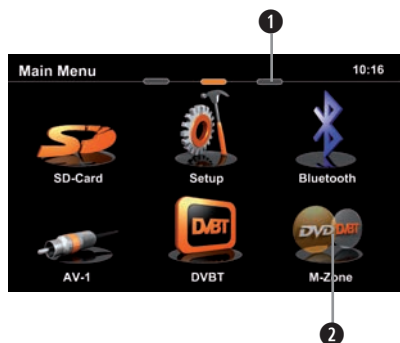 1
Main Menu 10:16
SD
SD-Card Setup Bluetooth
DVBT DVD DVBT
AV-1 DVBT M-Zone
2